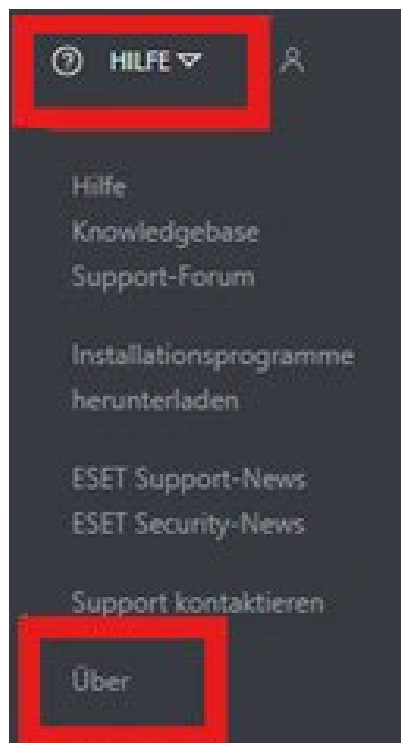 HILFE
Hilfe
Knowledgebase
Support-Forum
Installationsprogramme
herunterladen
ESET Support-News
ESET Security-News
Support kontaktieren
Über